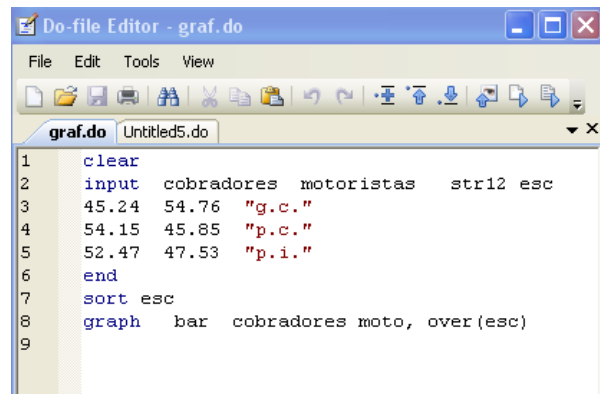 Do-file Editor - graf.do
File Edit Tools View
graf.do Untitled5.do
1 clear
2 input cobradores motoristas str12 esc
3 45.24 54.76 "g.c."
4 54.15 45.85 "p.c."
5 52.47 47.53 "p.i."
6 end
7 sort esc
8 graph bar cobradores moto, over(esc)
9